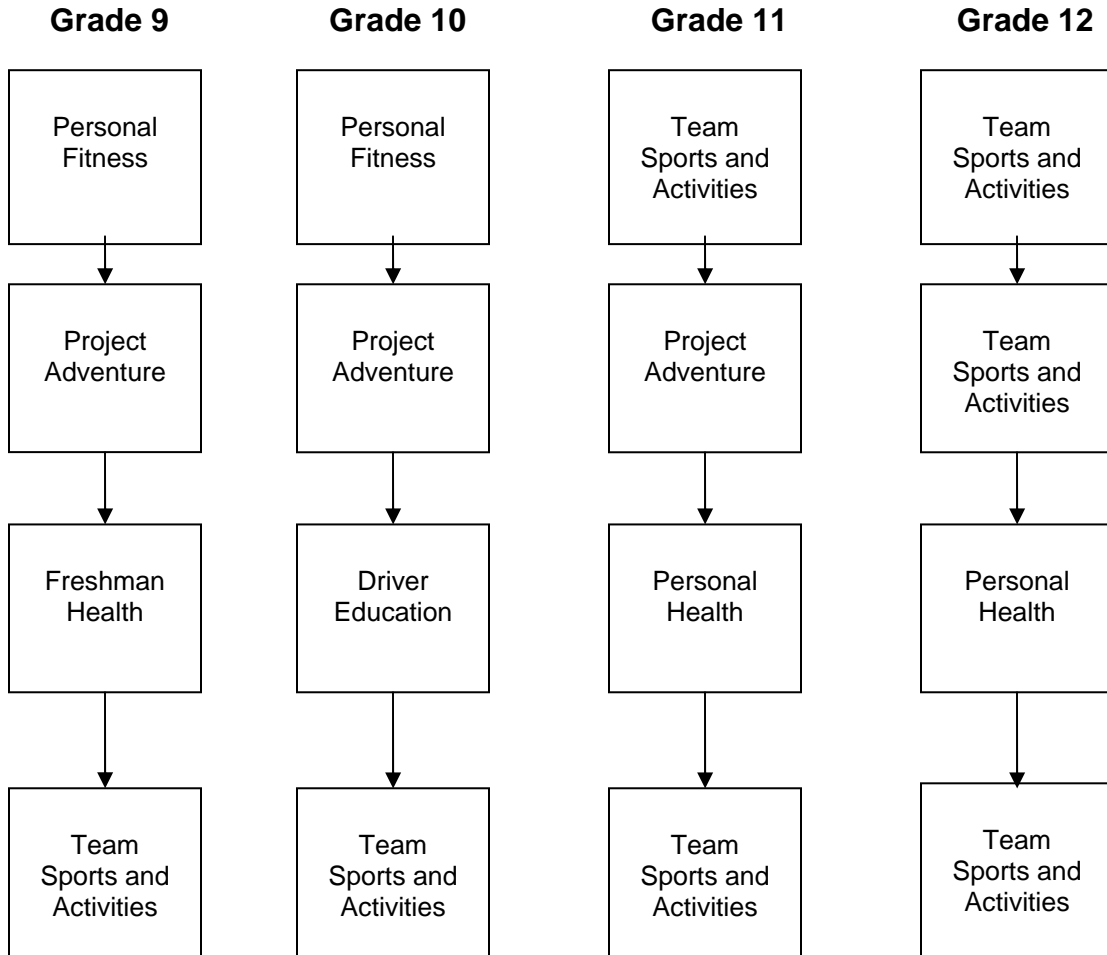 Grade 9
Grade 10
Grade 11
Grade 12
Personal
Fitness
Personal
Fitness
Team
Sports and
Activities
Team
Sports and
Activities
Project
Adventure
Project
Adventure
Project
Adventure
Team
Sports and
Activities
Freshman
Health
Driver
Education
Personal
Health
Personal
Health
Team
Sports and
Activities
Team
Sports and
Activities
Team
Sports and
Activities
Team
Sports and
Activities